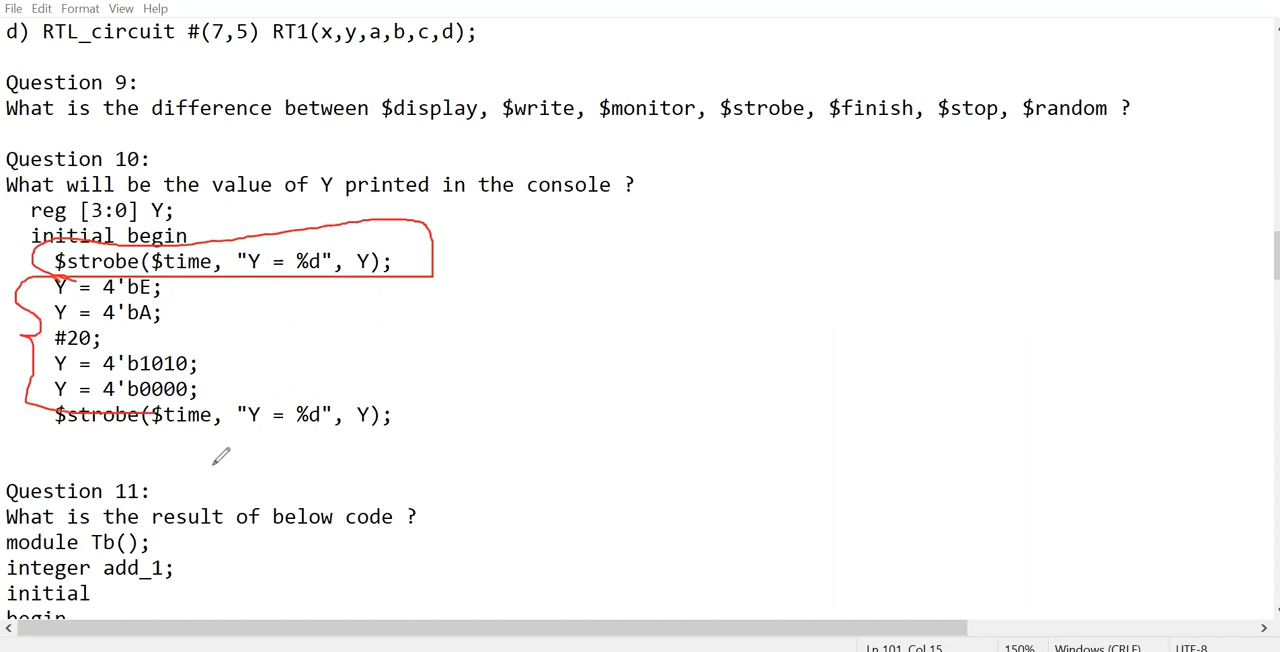 File Edit Format View Help
d) RTL_circuit #(7,5) RT1(x,y,a,b,c,d);
Question 9:
What is the difference between $display, $write, $monitor, $strobe, $finish, $stop, $random ?
Question 10:
What will be the value of Y printed in the console ?
reg [3:0] Y;
initial begin
$strobe($time, "Y = %d", Y);
Y = 4'bE;
Y = 4'bA;
#20;
Y = 4'b1010;
Y = 4'b0000;
$strobe($time, "Y = %d", Y);
Question 11:
What is the result of below code ?
module Tb();
integer add_1;
initial
begin
Ln 101, Col 15 150% Windows (CRLF) UTF-8